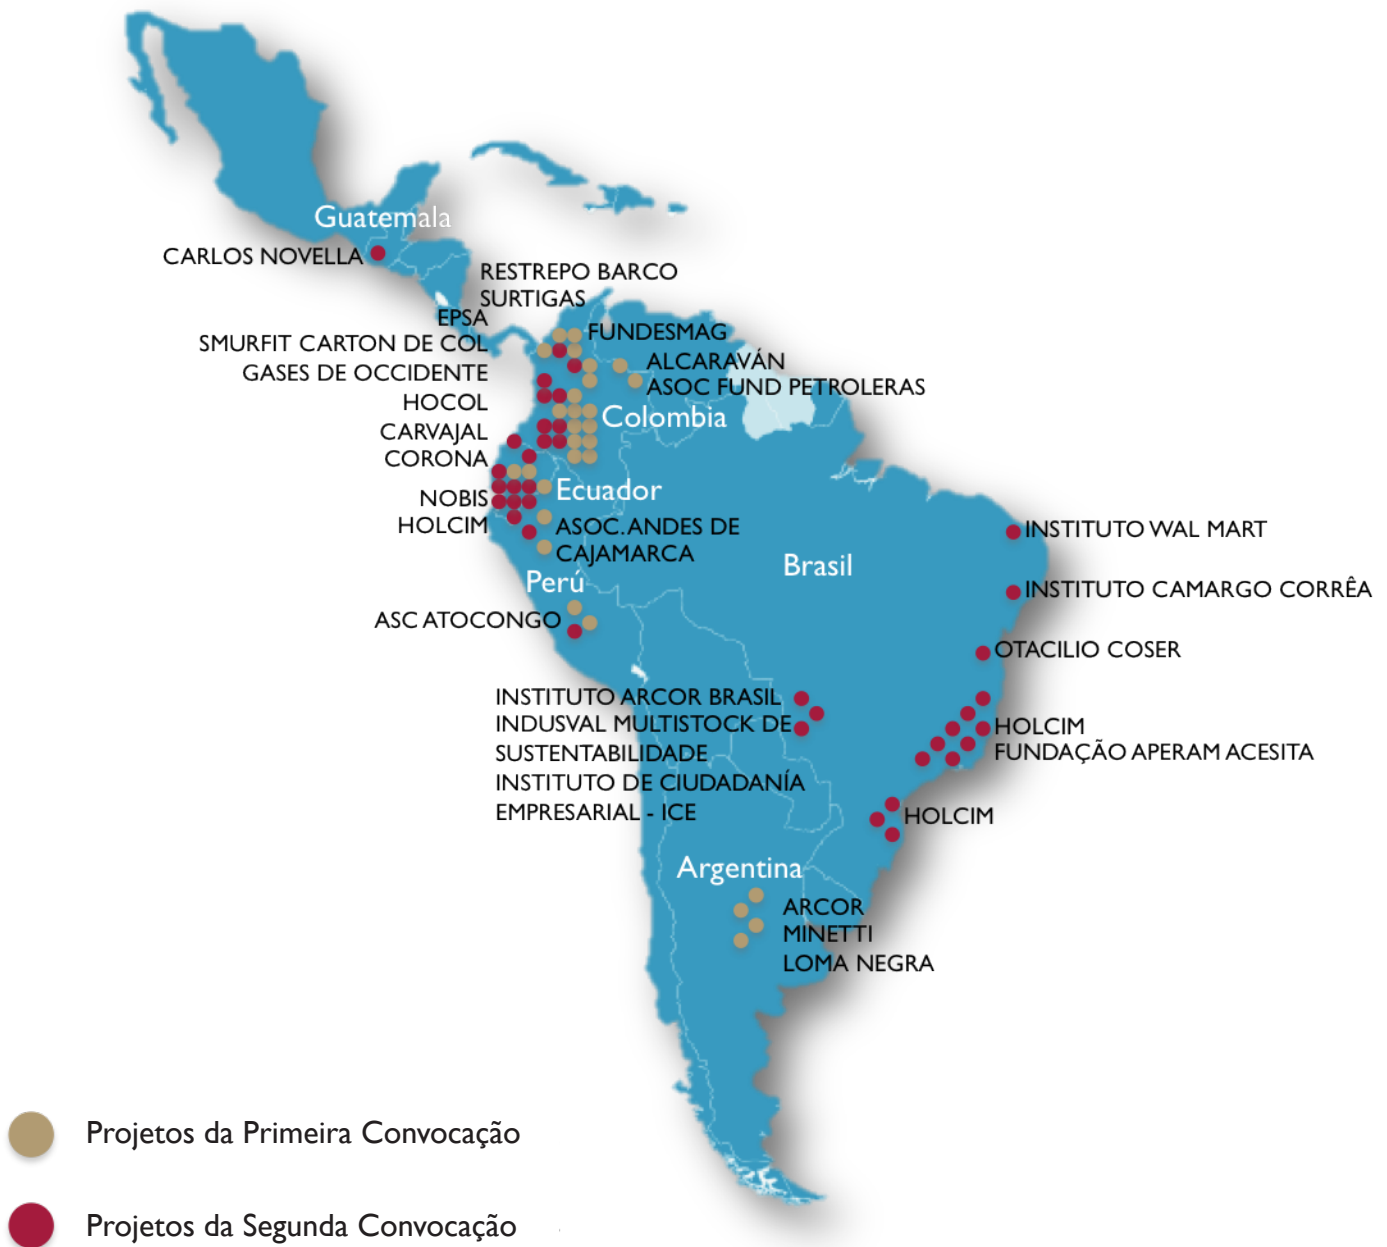 Guatemala
CARLOS NOVELLA
RESTREPO BARCO
SURTIGAS
EPSA
FUNDESMAG
SMURFIT CARTON DE COL
ALCARAVÁN
GASES DE OCCIDENTE
ASOC FUND PETROLERAS
HOCOL
Colombia
CARVAJAL
CORONA
Ecuador
NOBIS
HOLCIM
ASOC. ANDES DE
CAJAMARCA
INSTITUTO WAL MART
Brasil
Perú
INSTITUTO CAMARGO CORRÊA
ASC ATOCONGO
OTACILIO COSER
INSTITUTO ARCOR BRASIL
INDUSVAL MULTISTOCK DE
SUSTENTABILIDADE
INSTITUTO DE CIUDADANÍA
EMPRESARIAL - ICE
HOLCIM
FUNDAÇÃO APERAM ACESITA
HOLCIM
Argentina
ARCOR
MINETTI
LOMA NEGRA
Projetos da Primeira Convocação
Projetos da Segunda Convocação